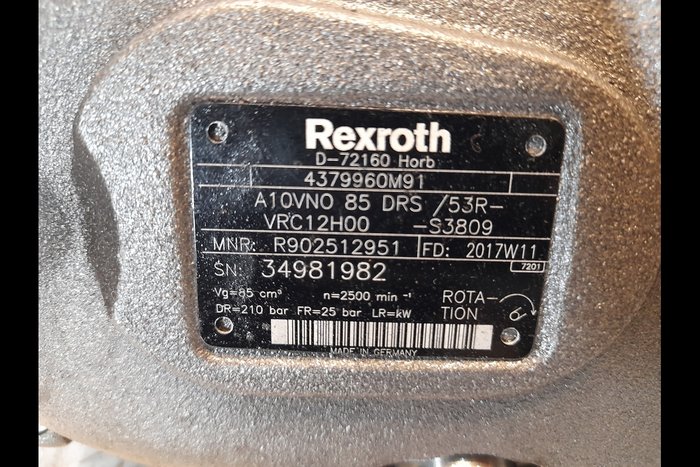 Rexroth
D-72160 Horb
4379960M91
A10VNO 85 DRS /53R-
VRC12H00 -S3809
MNR: R902512951 FD: 2017W11
7201
SN: 34981982
Vg=85 cm³ n=2500 min⁻¹ ROTA-
DR=210 bar FR=25 bar LR=kW TION
MADE IN GERMANY